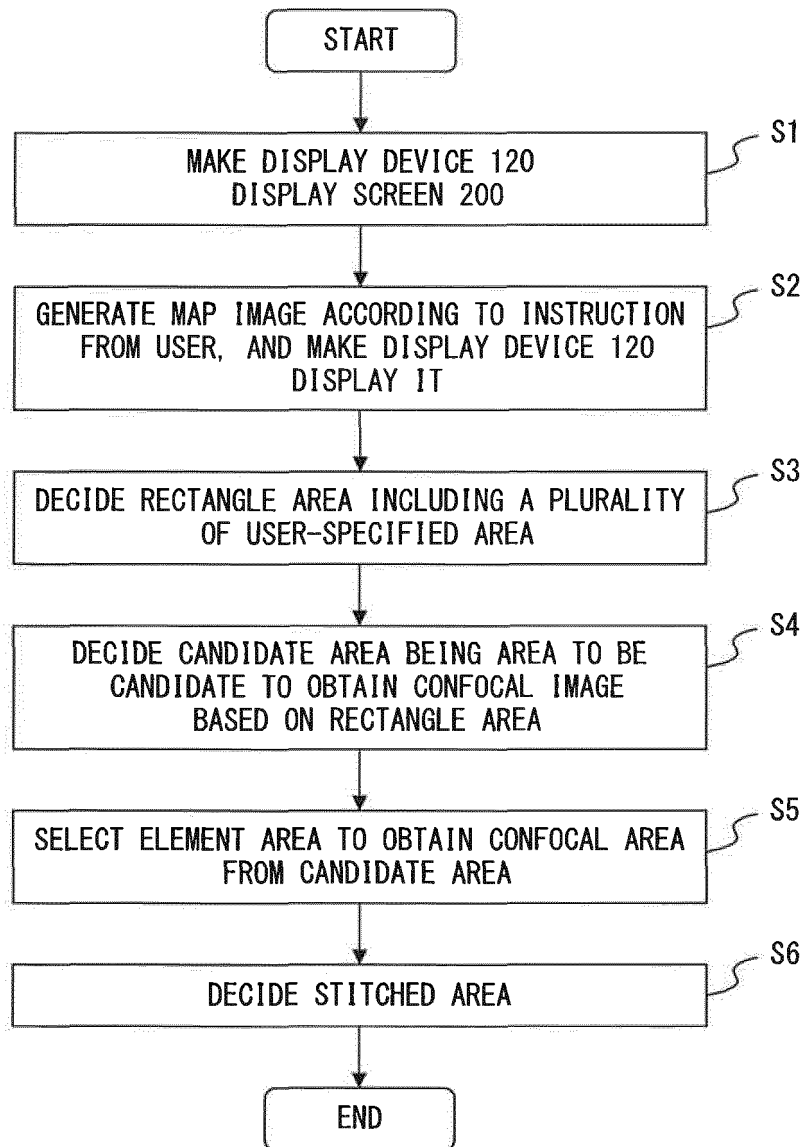 START
S1
MAKE DISPLAY DEVICE 120
DISPLAY SCREEN 200
S2
GENERATE MAP IMAGE ACCORDING TO INSTRUCTION
FROM USER, AND MAKE DISPLAY DEVICE 120
DISPLAY IT
S3
DECIDE RECTANGLE AREA INCLUDING A PLURALITY
OF USER-SPECIFIED AREA
S4
DECIDE CANDIDATE AREA BEING AREA TO BE
CANDIDATE TO OBTAIN CONFOCAL IMAGE
BASED ON RECTANGLE AREA
S5
SELECT ELEMENT AREA TO OBTAIN CONFOCAL AREA
FROM CANDIDATE AREA
S6
DECIDE STITCHED AREA
END